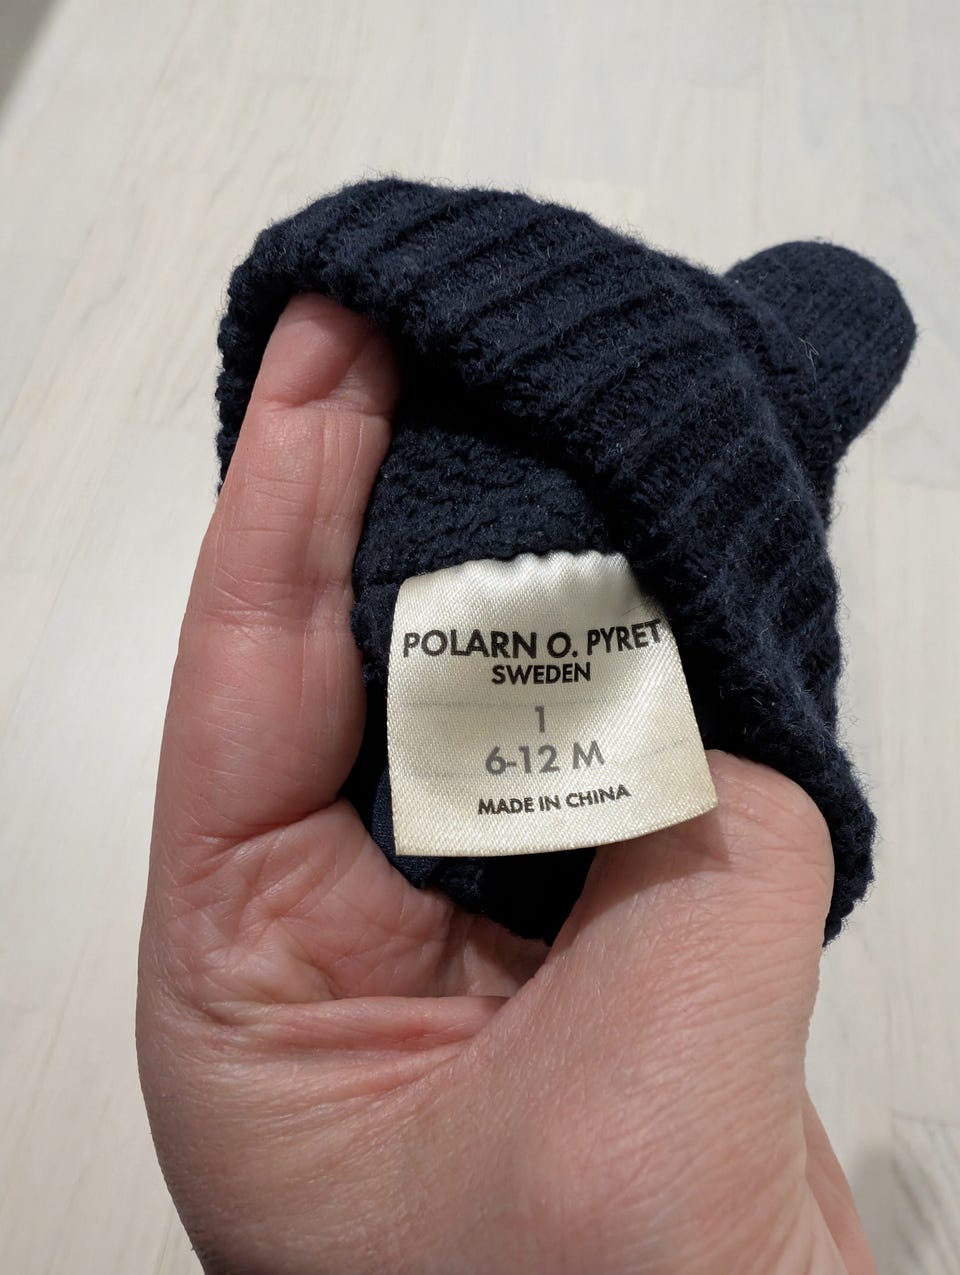 POLARN O. PYRET
SWEDEN
1
6-12 M
MADE IN CHINA